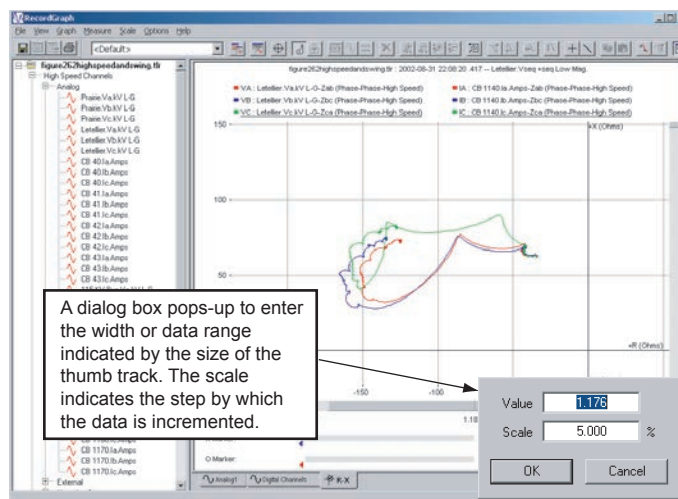 RecordGraph
File View Graph Measure Scale Options Help
<Default>
figure262highspeedandswing.tlr
High Speed Channels
Analog
Prairie.Va.kV L-G
Prairie.Vb.kV L-G
Prairie.Vc.kV L-G
Letellier.Va.kV L-G
Letellier.Vb.kV L-G
Letellier.Vc.kV L-G
CB 40.Ia.Amps
CB 40.Ib.Amps
CB 40.Ic.Amps
CB 41.Ia.Amps
CB 41.Ib.Amps
CB 41.Ic.Amps
CB 42.Ia.Amps
CB 42.Ib.Amps
CB 42.Ic.Amps
CB 43.Ia.Amps
CB 43.Ib.Amps
CB 43.Ic.Amps
CB 1170.Ia.Amps
CB 1170.Ib.Amps
CB 1170.Ic.Amps
External
figure262highspeedandswing.tlr : 2002-08-31 22:08:20 .417 -- Letellier:Vseq +seq Low Mag.
VA : Letellier.Va.kV L-G-Zab (Phase-Phase-High Speed)
IA : CB 1140.Ia.Amps-Zab (Phase-Phase-High Speed)
VB : Letellier.Vb.kV L-G-Zbc (Phase-Phase-High Speed)
IB : CB 1140.Ib.Amps-Zbc (Phase-Phase-High Speed)
VC : Letellier.Vc.kV L-G-Zca (Phase-Phase-High Speed)
IC : CB 1140.Ic.Amps-Zca (Phase-Phase-High Speed)
150
+X (Ohms)
100
50
+R (Ohms)
-150
-100
A dialog box pops-up to enter
the width or data range
indicated by the size of the
thumb track. The scale
indicates the step by which
the data is incremented.
Value 1.176
Scale 5.000 %
OK Cancel
O Marker:
Analog1 Digital Channels R-X